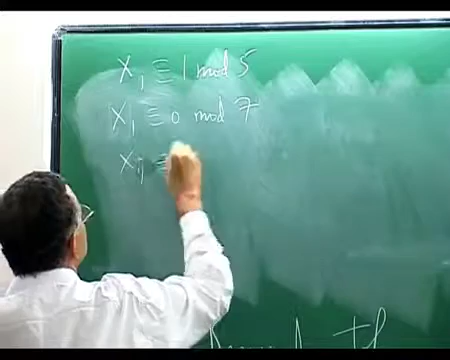 X₁ ≡ 1 mod 5
X₁ ≡ 0 mod 7
X₁ ≡